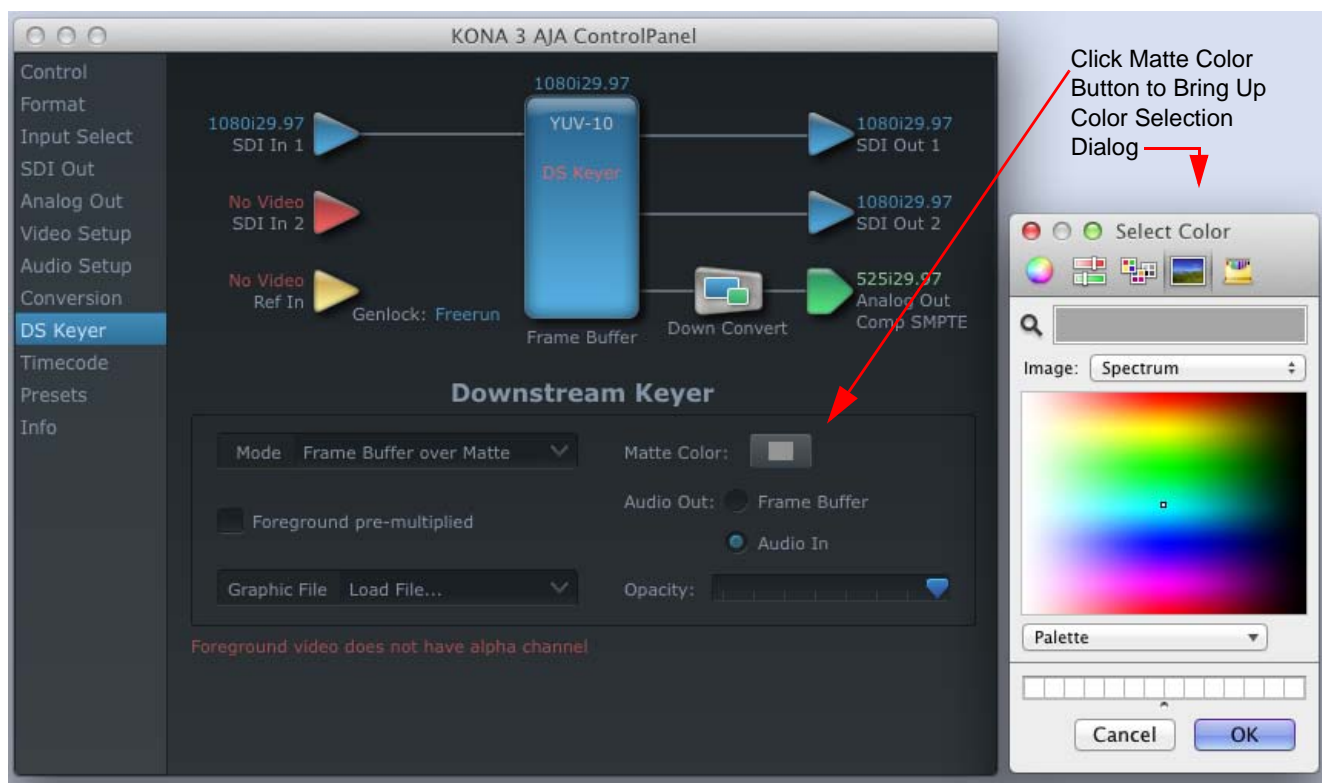 KONA 3 AJA ControlPanel
Control
Format
Input Select
SDI Out
Analog Out
Video Setup
Audio Setup
Conversion
DS Keyer
Timecode
Presets
Info
1080i29.97
YUV-10
DS Keyer
Frame Buffer
1080i29.97
SDI In 1
No Video
SDI In 2
No Video
Ref In
Genlock: Freerun
1080i29.97
SDI Out 1
1080i29.97
SDI Out 2
Down Convert
525i29.97
Analog Out
Comp SMPTE
Downstream Keyer
Mode Frame Buffer over Matte
Foreground pre-multiplied
Graphic File Load File...
Matte Color:
Audio Out: Frame Buffer
Audio In
Opacity:
Foreground video does not have alpha channel
Click Matte Color
Button to Bring Up
Color Selection
Dialog
Select Color
Image: Spectrum
Palette
Cancel OK